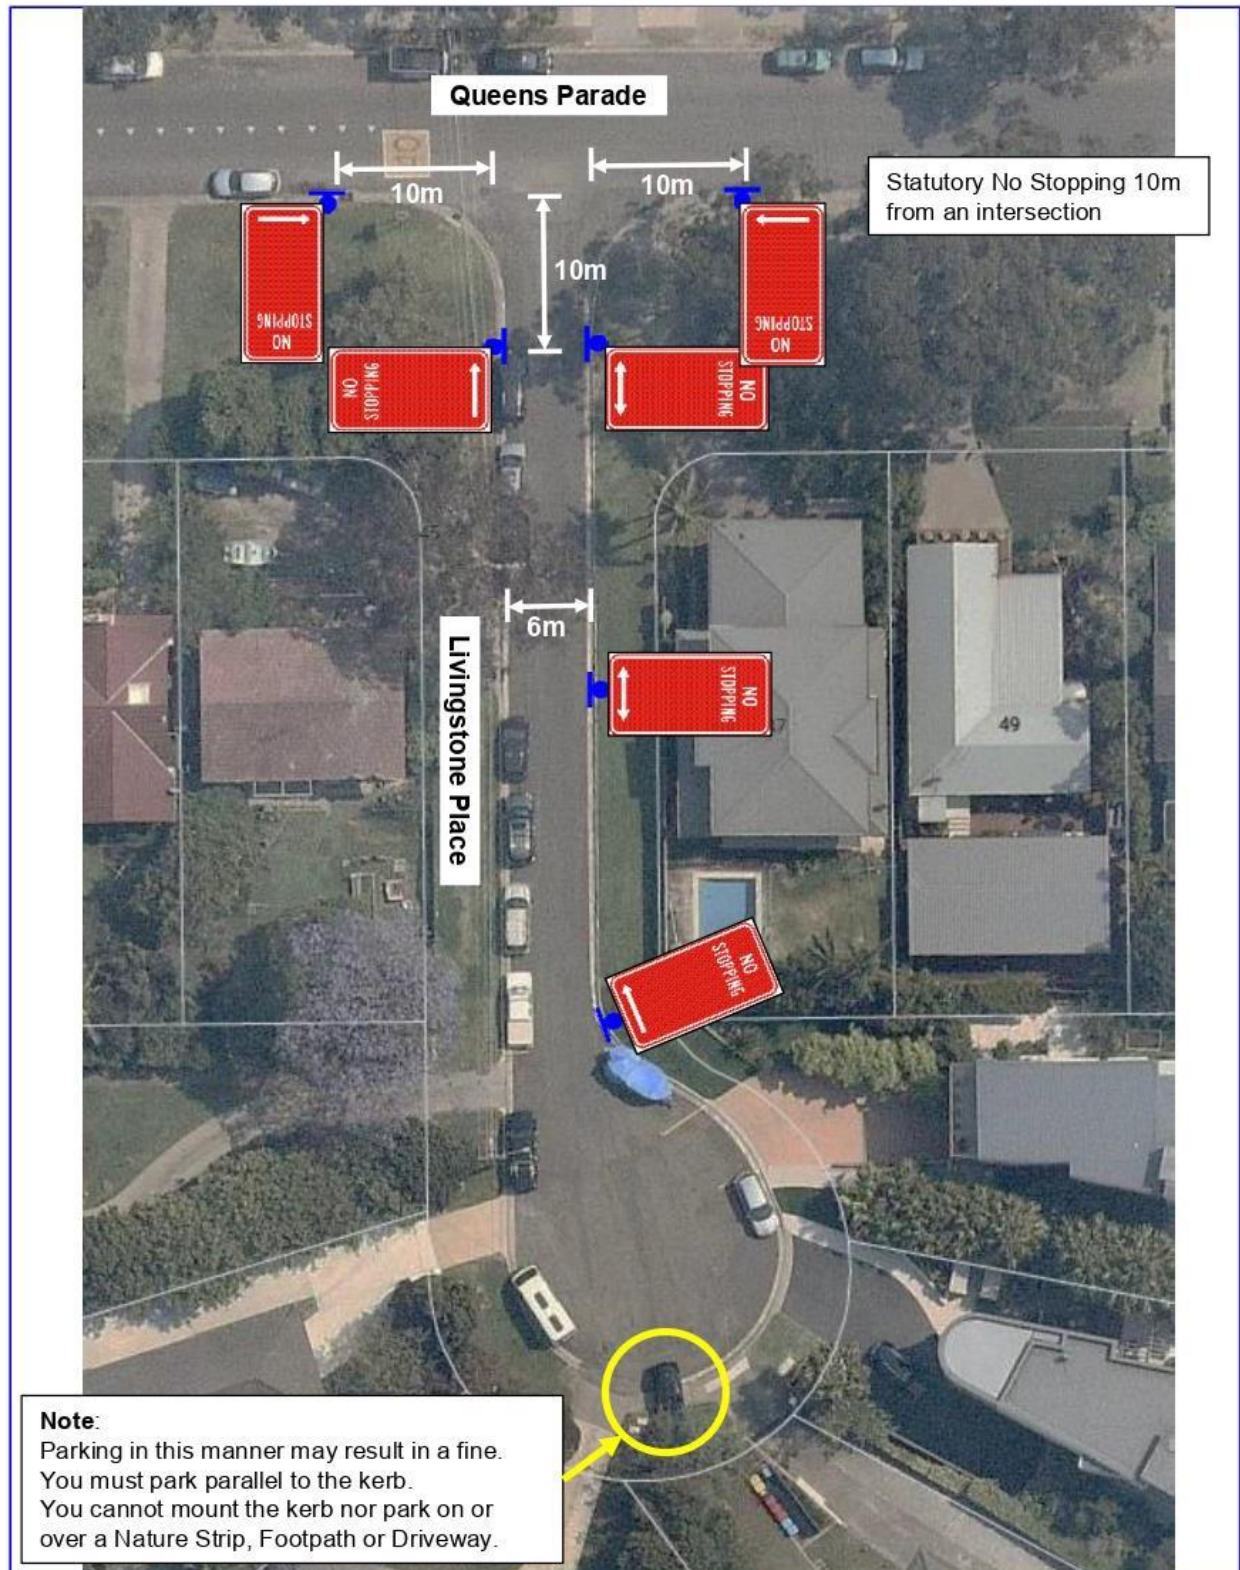 Queens Parade
10m
10m
Statutory No Stopping 10m
from an intersection
10m
NO
STOPPING
NO
STOPPING
NO
STOPPING
NO
STOPPING
6m
Livingstone Place
NO
STOPPING
49
NO
STOPPING
Note:
Parking in this manner may result in a fine.
You must park parallel to the kerb.
You cannot mount the kerb nor park on or
over a Nature Strip, Footpath or Driveway.